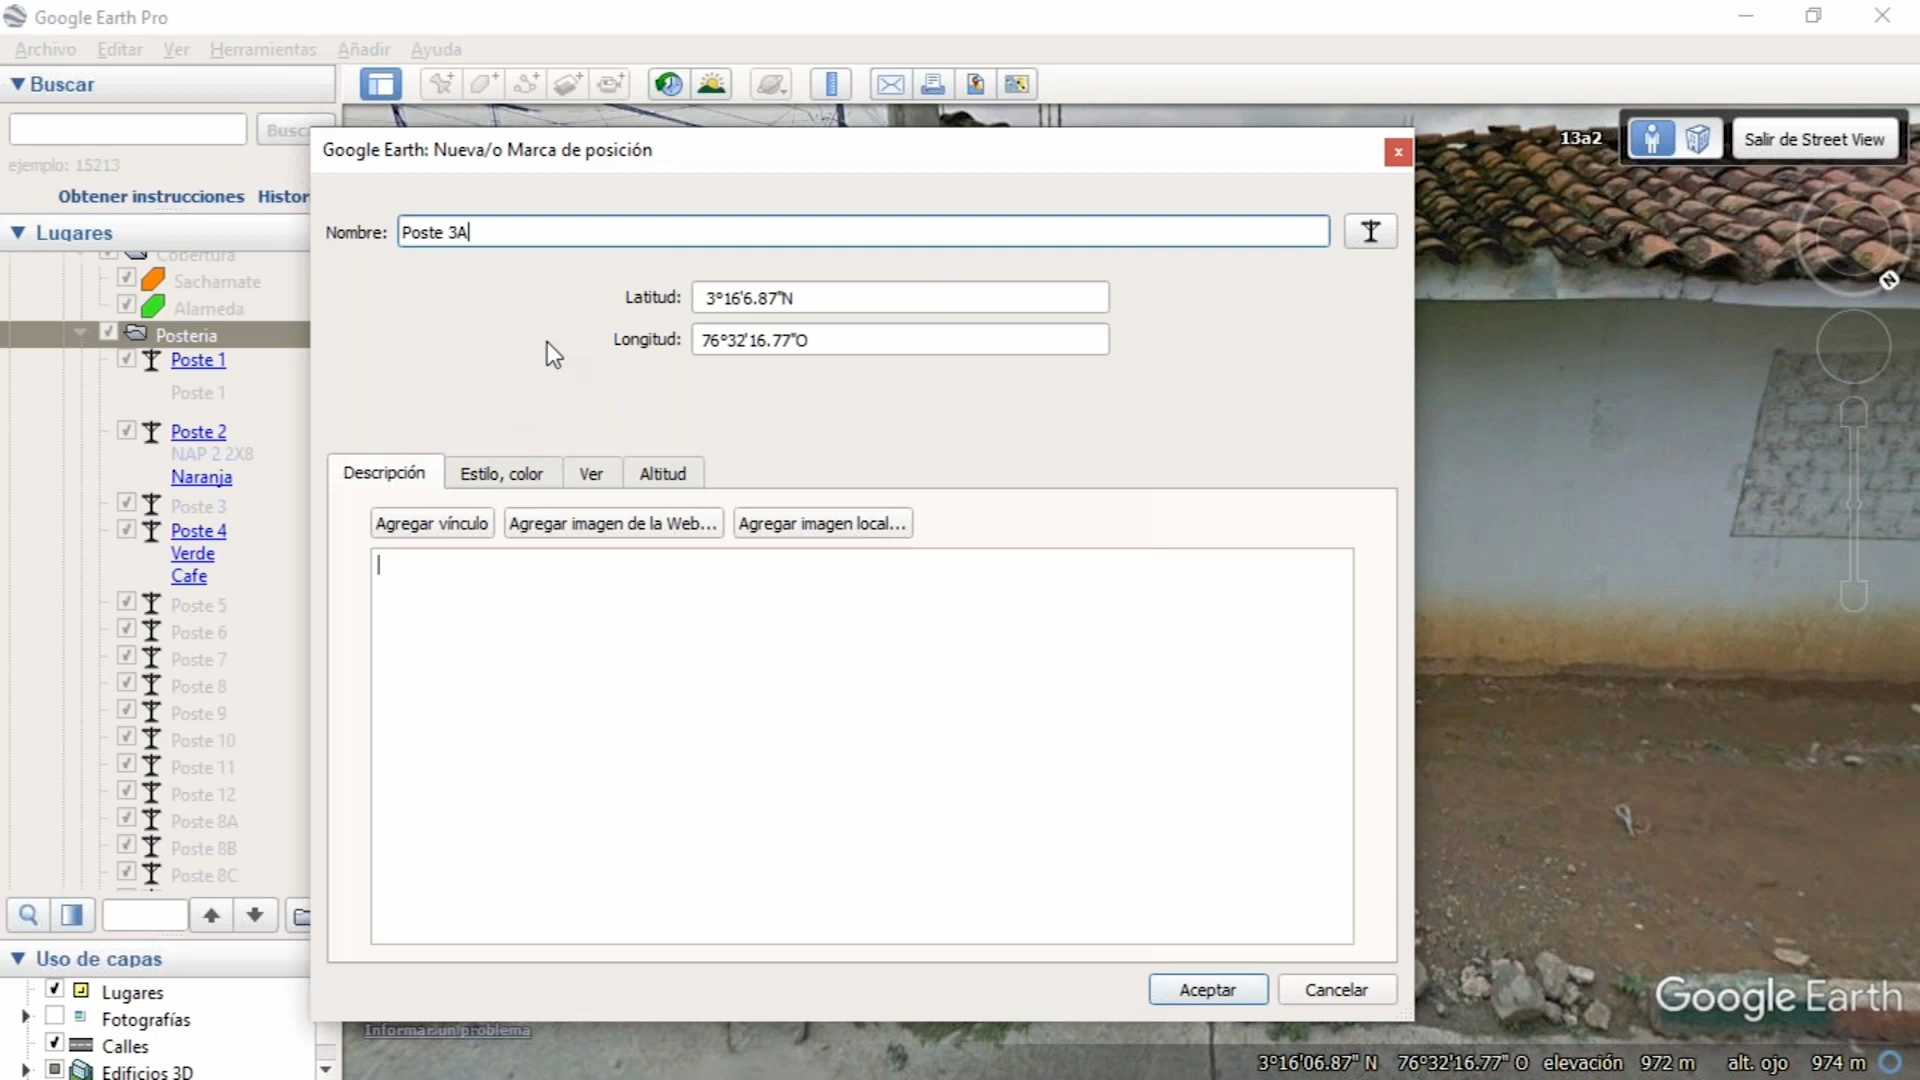 Google Earth Pro
Archivo Editar Ver Herramientas Añadir Ayuda
Buscar
Busc
ejemplo: 15213
Obtener instrucciones Histor
Lugares
Cobertura
Sachamate
Alameda
Posteria
Poste 1
Poste 1
Poste 2
NAP 2 2X8
Naranja
Poste 3
Poste 4
Verde
Cafe
Poste 5
Poste 6
Poste 7
Poste 8
Poste 9
Poste 10
Poste 11
Poste 12
Poste 8A
Poste 8B
Poste 8C
Uso de capas
Lugares
Fotografías
Calles
Edificios 3D
Google Earth: Nueva/o Marca de posición
x
Nombre: Poste 3A
Latitud: 3°16'6.87"N
Longitud: 76°32'16.77"O
Descripción Estilo, color Ver Altitud
Agregar vínculo Agregar imagen de la Web... Agregar imagen local...
Aceptar Cancelar
13a2
Salir de Street View
N
Informar un problema
Google Earth
3°16'06.87" N 76°32'16.77" O elevación 972 m alt. ojo 974 m